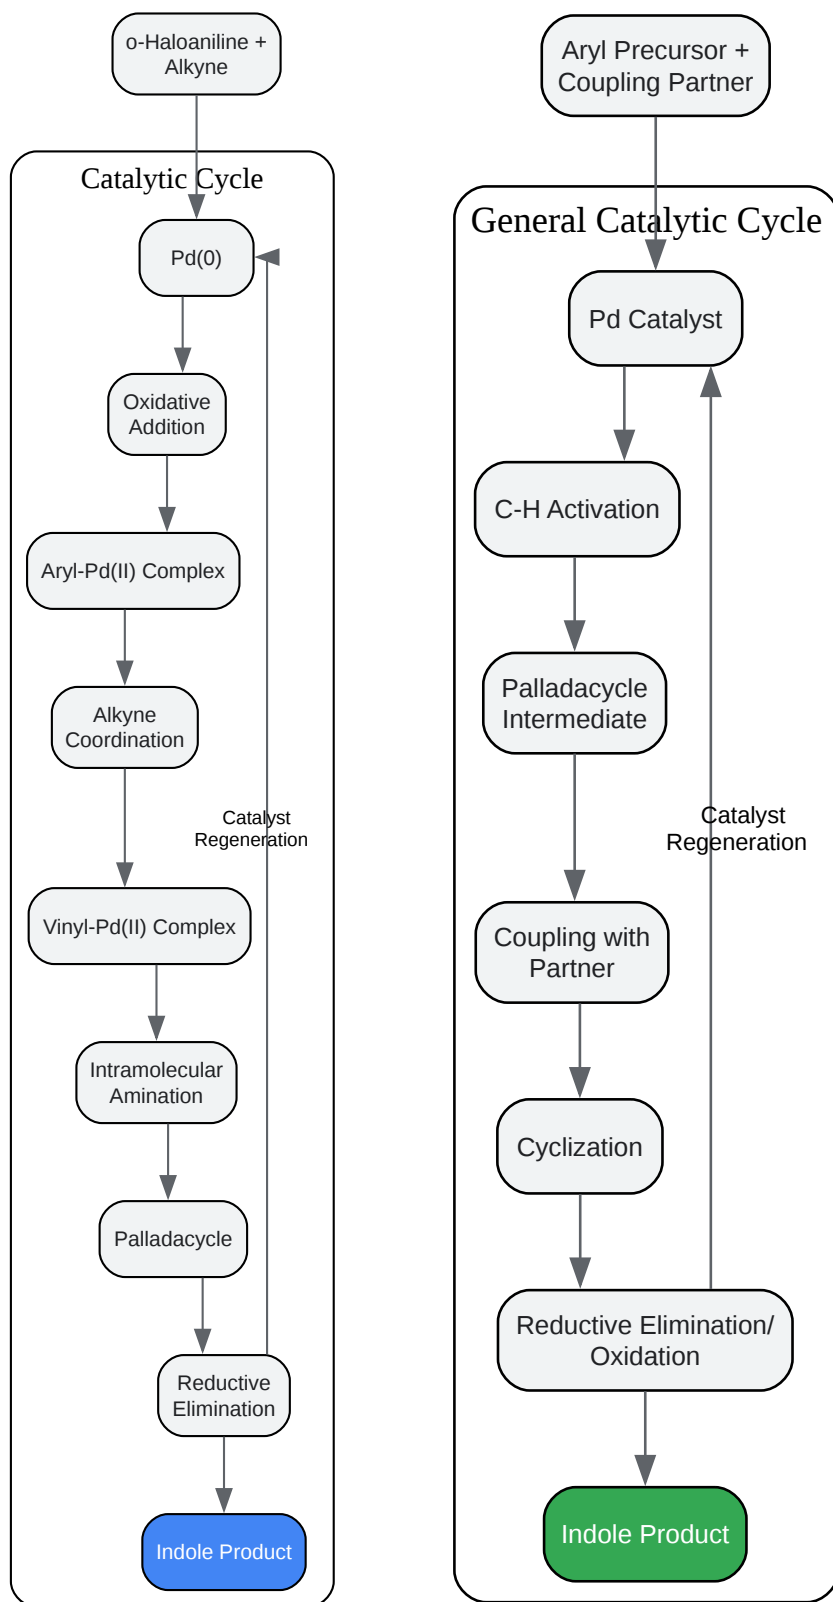 o-Haloaniline +
Alkyne
Catalytic Cycle
Pd(0)
Oxidative
Addition
Aryl-Pd(II) Complex
Alkyne
Coordination
Catalyst
Regeneration
Vinyl-Pd(II) Complex
Intramolecular
Amination
Palladacycle
Reductive
Elimination
Indole Product
Aryl Precursor +
Coupling Partner
General Catalytic Cycle
Pd Catalyst
C-H Activation
Palladacycle
Intermediate
Catalyst
Regeneration
Coupling with
Partner
Cyclization
Reductive Elimination/
Oxidation
Indole Product